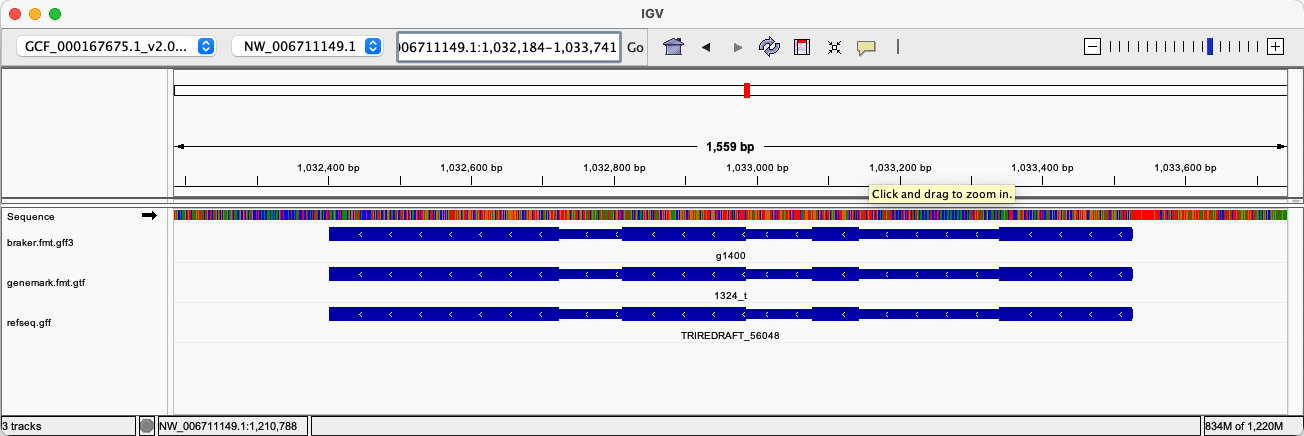 IGV
GCF_000167675.1_v2.0... NW_006711149.1 006711149.1:1,032,184-1,033,741 Go
1,559 bp
1,032,400 bp 1,032,600 bp 1,032,800 bp 1,033,000 bp 1,033,200 bp 1,033,400 bp 1,033,600 bp
Click and drag to zoom in.
Sequence
braker.fmt.gff3
g1400
genemark.fmt.gtf
1324_t
refseq.gff
TRIREDRAFT_56048
3 tracks NW_006711149.1:1,210,788 834M of 1,220M